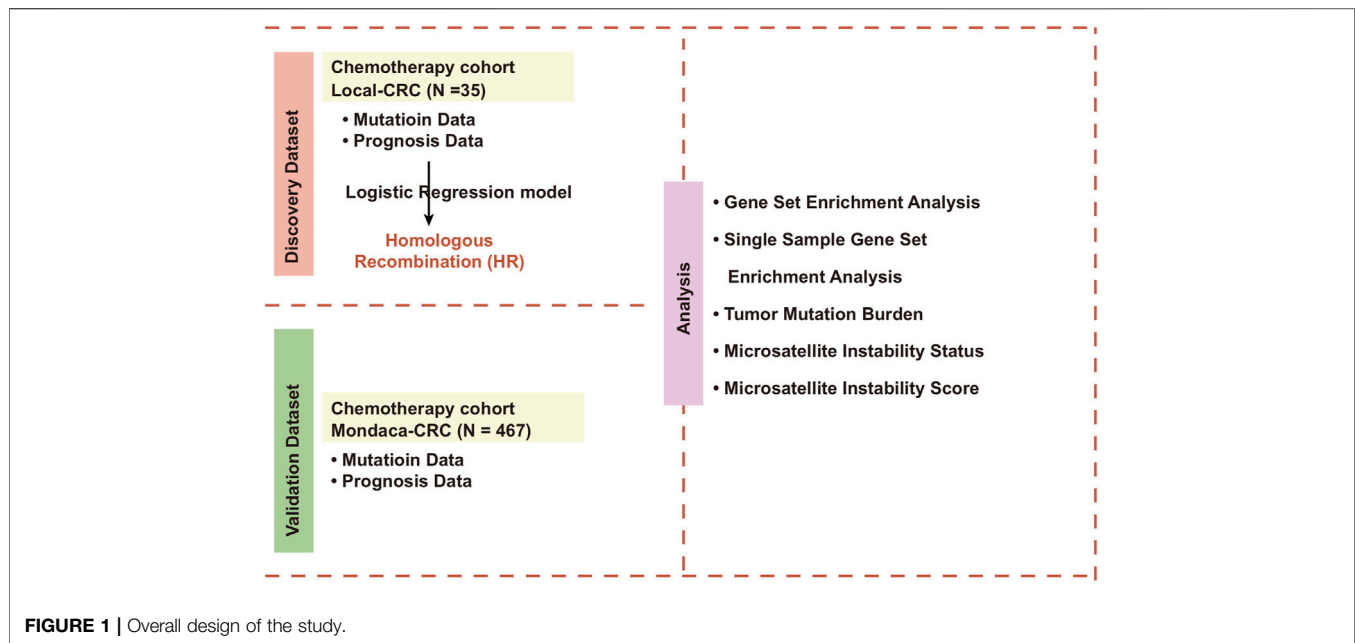 Discovery Dataset
Chemotherapy cohort
Local-CRC (N =35)
• Mutatioin Data
• Prognosis Data
Logistic Regression model
Homologous
Recombination (HR)
Validation Dataset
Chemotherapy cohort
Mondaca-CRC (N = 467)
• Mutatioin Data
• Prognosis Data
Analysis
• Gene Set Enrichment Analysis
• Single Sample Gene Set
Enrichment Analysis
• Tumor Mutation Burden
• Microsatellite Instability Status
• Microsatellite Instability Score
FIGURE 1 | Overall design of the study.